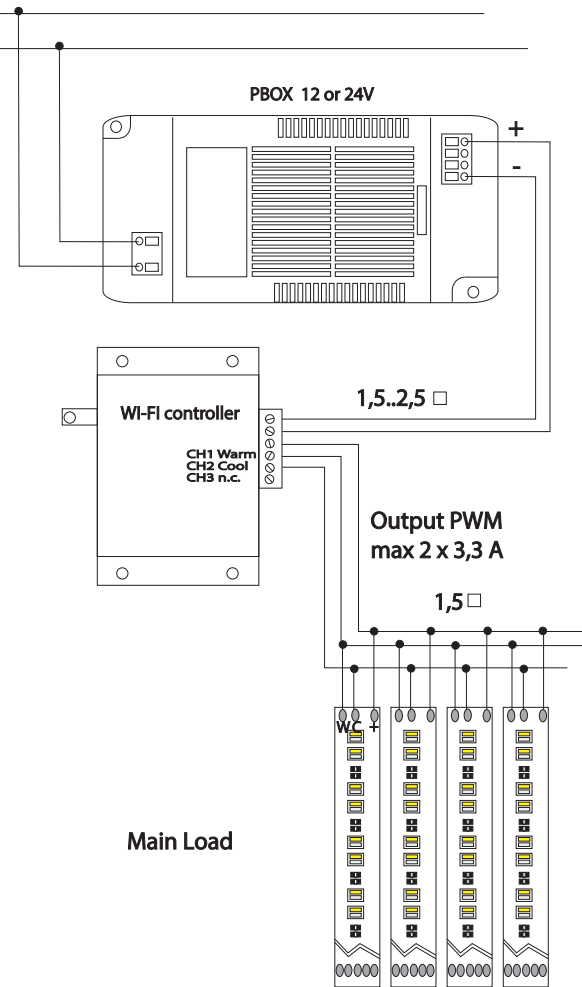 PBOX 12 or 24V
+
-
1,5..2,5 □
WI-FI controller
CH1 Warm
CH2 Cool
CH3 n.c.
Output PWM
max 2 x 3,3 A
1,5 □
WC +
Main Load